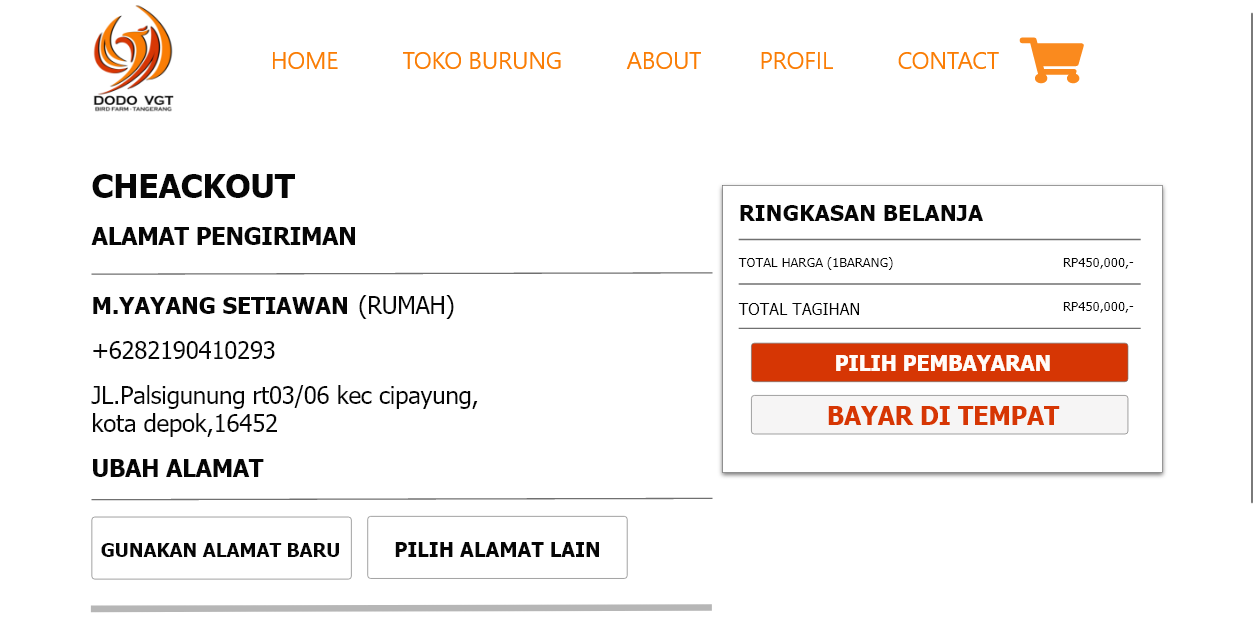 DODO VGT
BIRD FARM - TANGERANG
HOME
TOKO BURUNG
ABOUT
PROFIL
CONTACT
CHEACKOUT
ALAMAT PENGIRIMAN
M.YAYANG SETIAWAN (RUMAH)
+6282190410293
JL.Palsigunung rt03/06 kec cipayung,
kota depok,16452
UBAH ALAMAT
GUNAKAN ALAMAT BARU
PILIH ALAMAT LAIN
RINGKASAN BELANJA
TOTAL HARGA (1BARANG) RP450,000,-
TOTAL TAGIHAN RP450,000,-
PILIH PEMBAYARAN
BAYAR DI TEMPAT